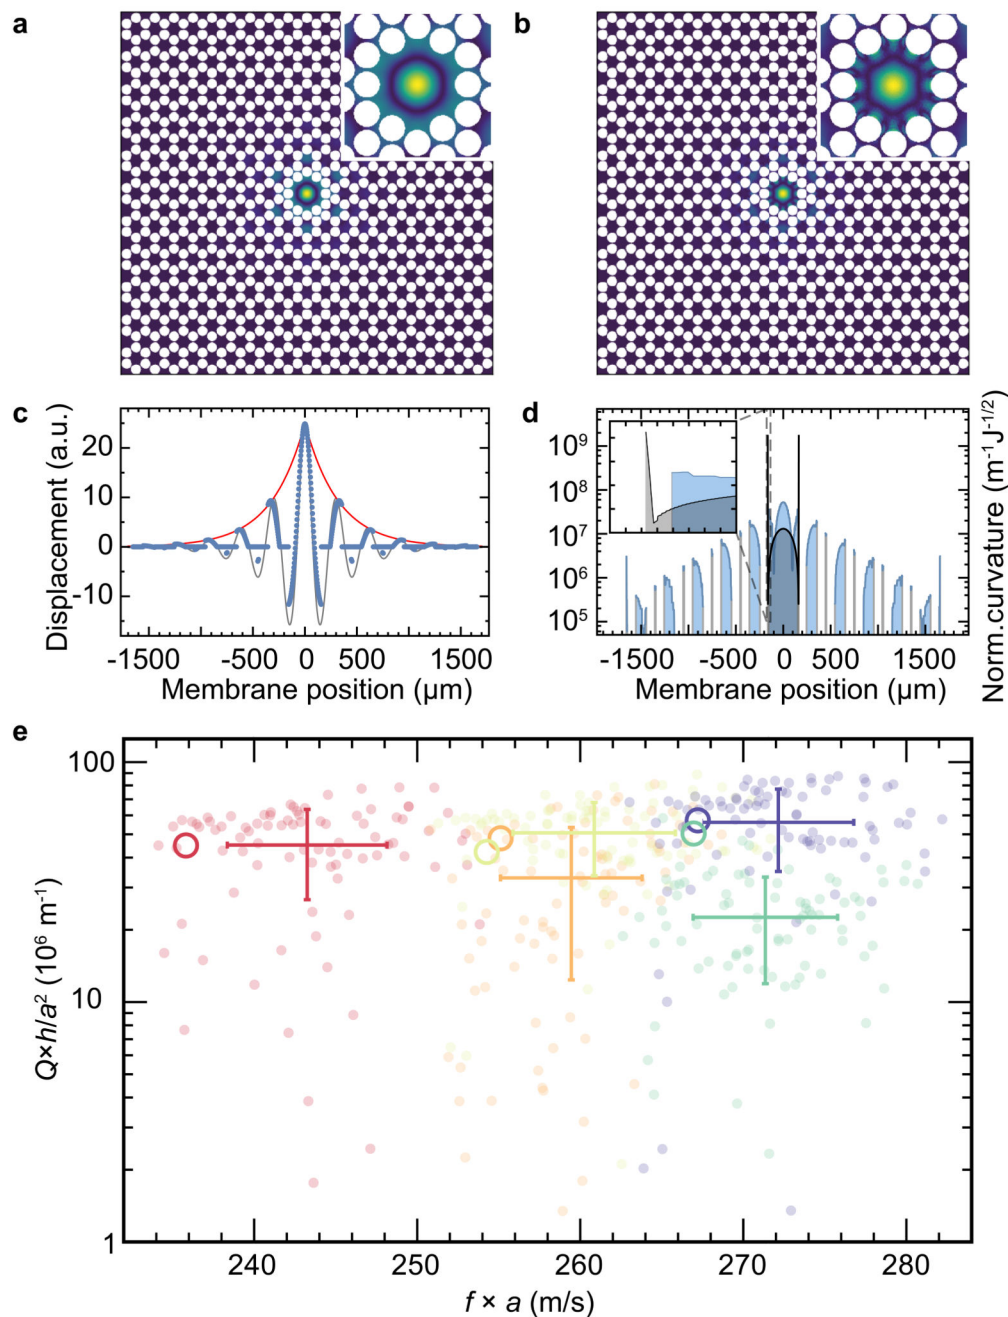 a
b
c
d
20
10
0
-10
Displacement (a.u.)
-1500
-500
0
500
1500
Membrane position (µm)
10⁹
10⁸
10⁷
10⁶
10⁵
Norm.curvature (m⁻¹J⁻¹/²)
-1500
-500
0
500
1500
Membrane position (µm)
e
100
10
1
Q×h/a² (10⁶ m⁻¹)
240
250
260
270
280
f × a (m/s)